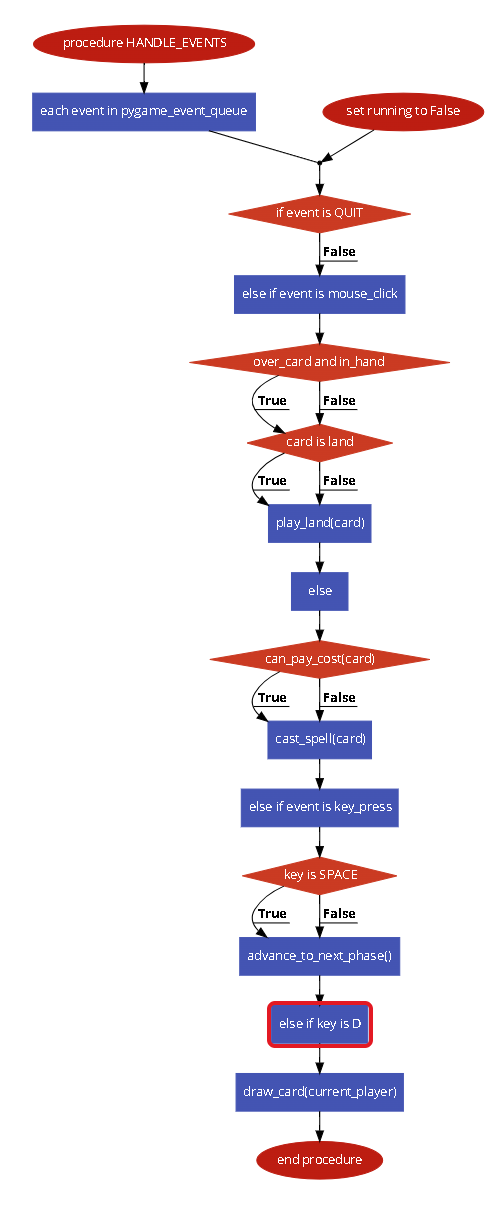 procedure HANDLE_EVENTS
each event in pygame_event_queue
set running to False
if event is QUIT
False
else if event is mouse_click
over_card and in_hand
True
False
card is land
True
False
play_land(card)
else
can_pay_cost(card)
True
False
cast_spell(card)
else if event is key_press
key is SPACE
True
False
advance_to_next_phase()
else if key is D
draw_card(current_player)
end procedure